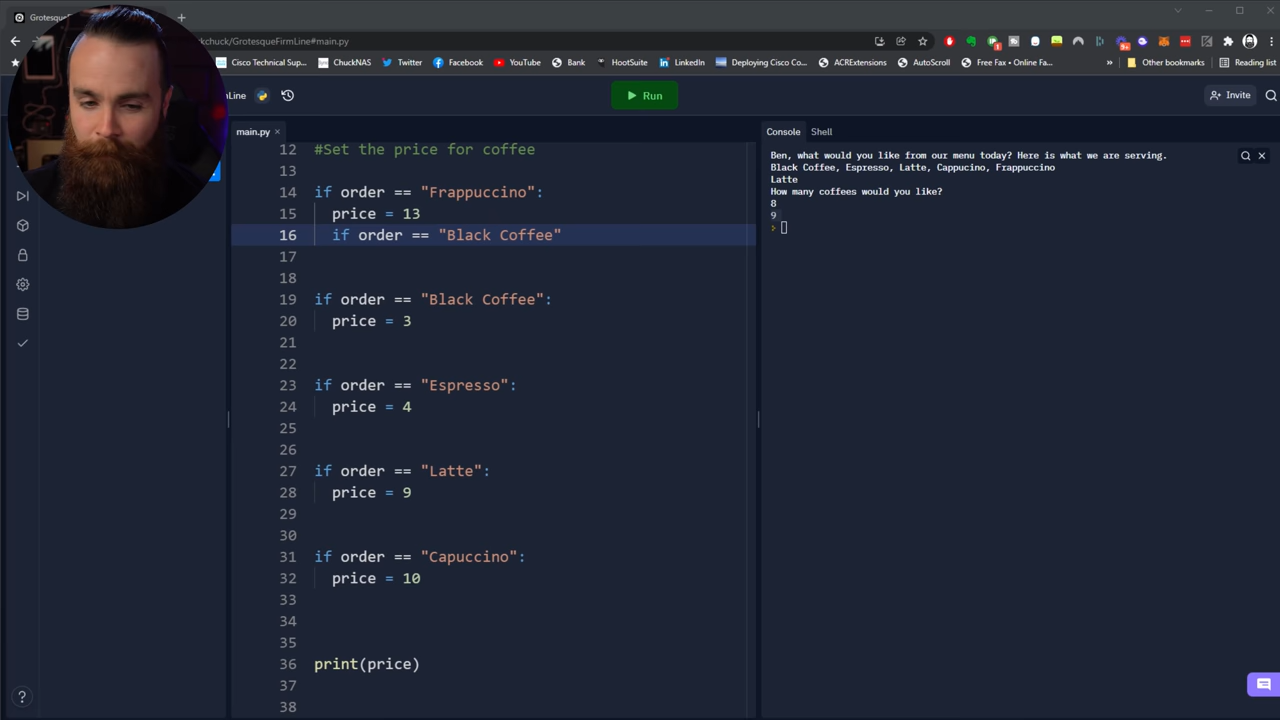 Grotesqu
kchuck/GrotesqueFirmLine#main.py
Cisco Technical Sup...
ChuckNAS
Twitter
Facebook
YouTube
Bank
HootSuite
LinkedIn
Deploying Cisco Co...
ACRExtensions
AutoScroll
Free Fax • Online Fa...
»
Other bookmarks
Reading list
mLine
Run
Invite
main.py ×
Console
Shell
12 #Set the price for coffee
13
14 if order == "Frappuccino":
15 price = 13
16 if order == "Black Coffee"
17
18
19 if order == "Black Coffee":
20 price = 3
21
22
23 if order == "Espresso":
24 price = 4
25
26
27 if order == "Latte":
28 price = 9
29
30
31 if order == "Capuccino":
32 price = 10
33
34
35
36 print(price)
37
38
Ben, what would you like from our menu today? Here is what we are serving.
Black Coffee, Espresso, Latte, Cappucino, Frappuccino
Latte
How many coffees would you like?
8
9
>
?